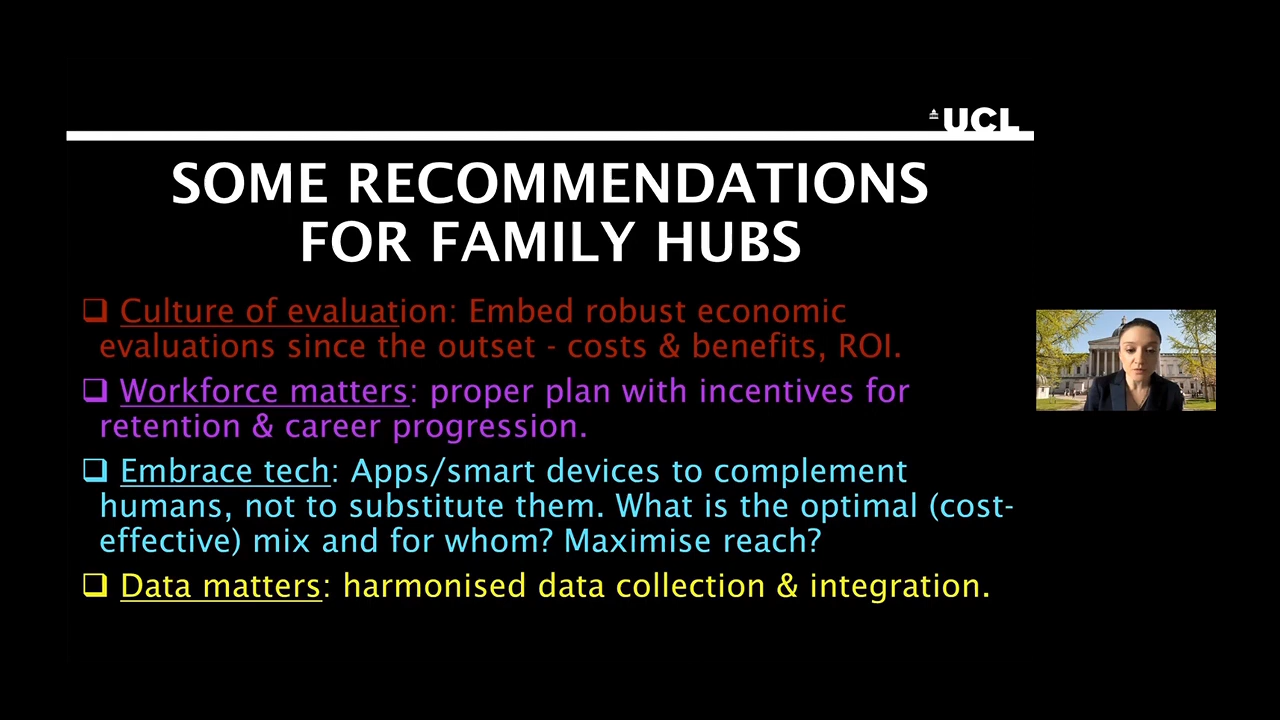 UCL
SOME RECOMMENDATIONS
FOR FAMILY HUBS
❑ Culture of evaluation: Embed robust economic
evaluations since the outset - costs & benefits, ROI.
❑ Workforce matters: proper plan with incentives for
retention & career progression.
❑ Embrace tech: Apps/smart devices to complement
humans, not to substitute them. What is the optimal (cost-
effective) mix and for whom? Maximise reach?
❑ Data matters: harmonised data collection & integration.